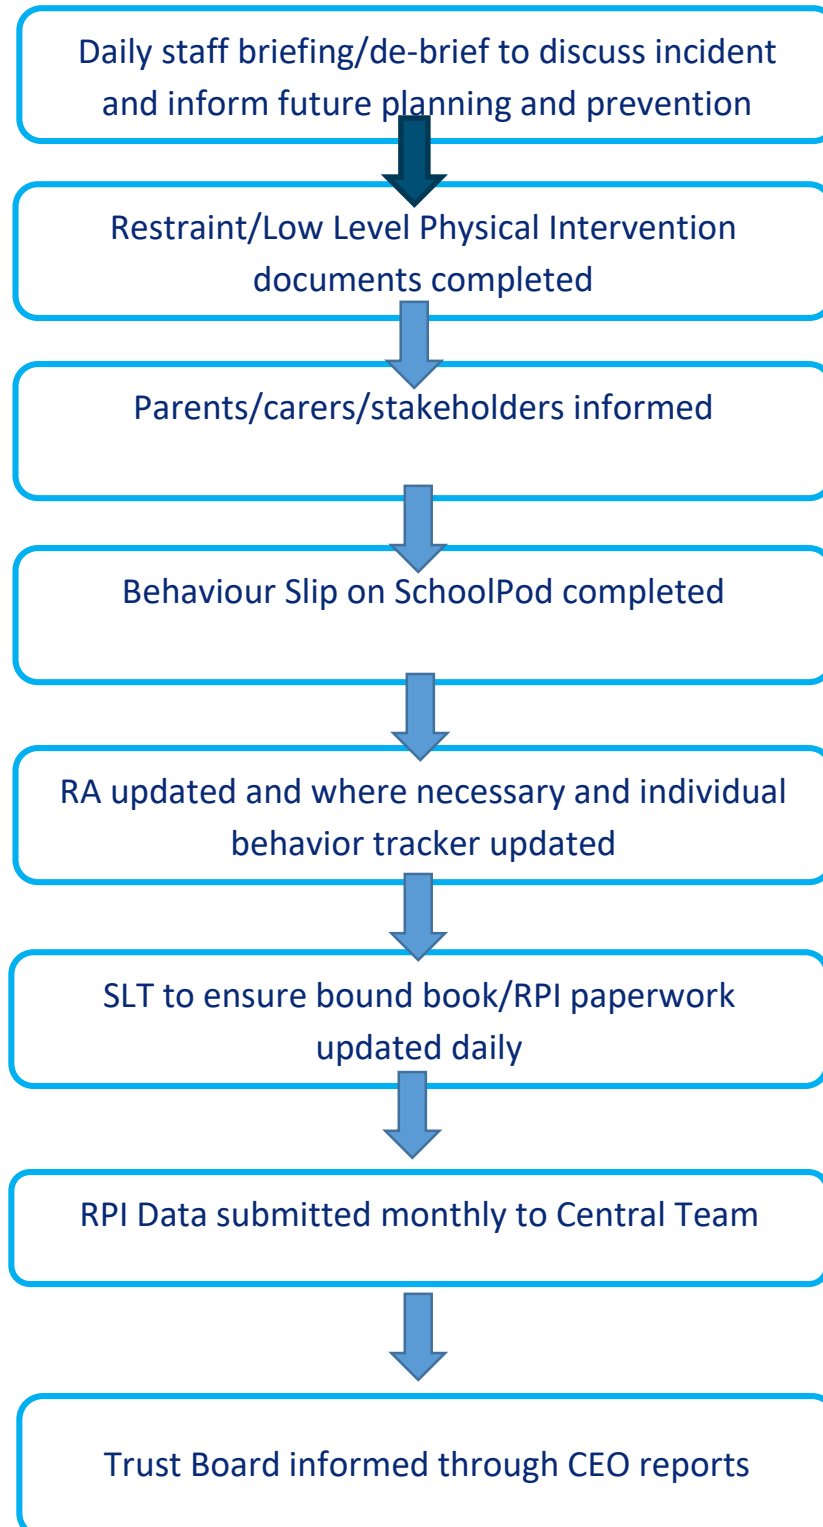 Daily staff briefing/de-brief to discuss incident
and inform future planning and prevention
Restraint/Low Level Physical Intervention
documents completed
Parents/carers/stakeholders informed
Behaviour Slip on SchoolPod completed
RA updated and where necessary and individual
behavior tracker updated
SLT to ensure bound book/RPI paperwork
updated daily
RPI Data submitted monthly to Central Team
Trust Board informed through CEO reports